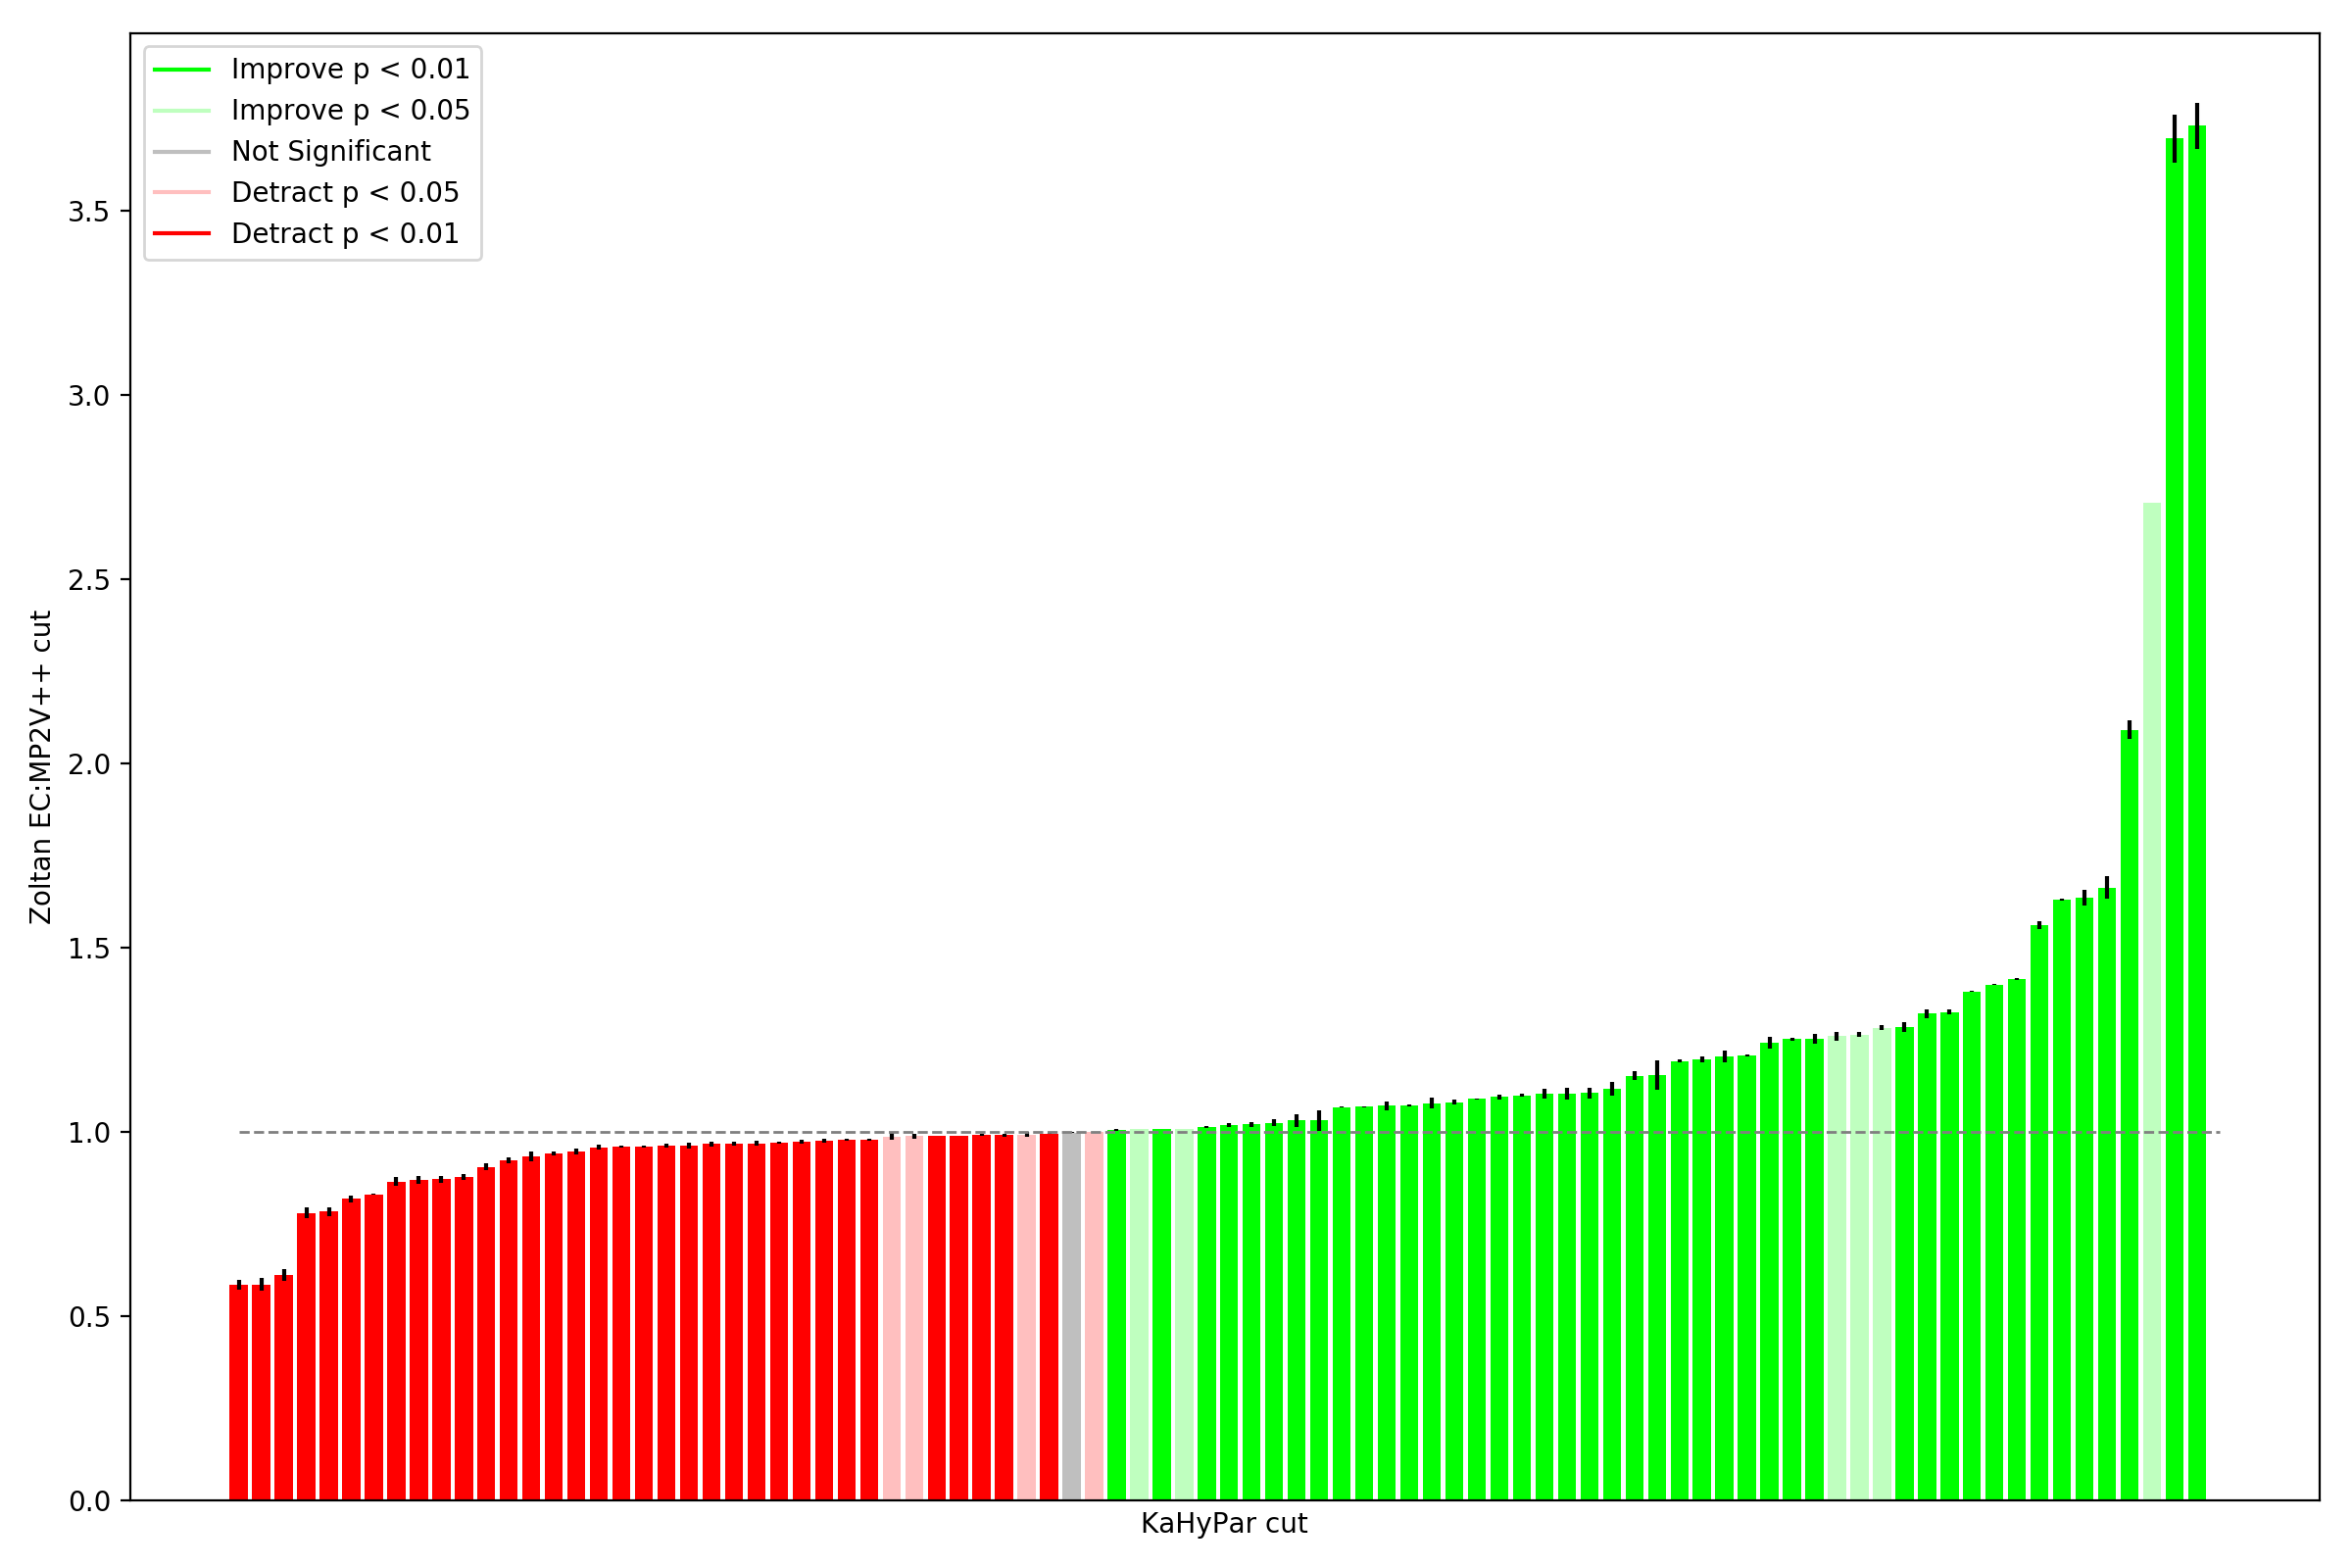 Improve p < 0.01
Improve p < 0.05
Not Significant
Detract p < 0.05
Detract p < 0.01
3.5
3.0
2.5
2.0
1.5
1.0
0.5
0.0
Zoltan EC:MP2V++ cut
KaHyPar cut